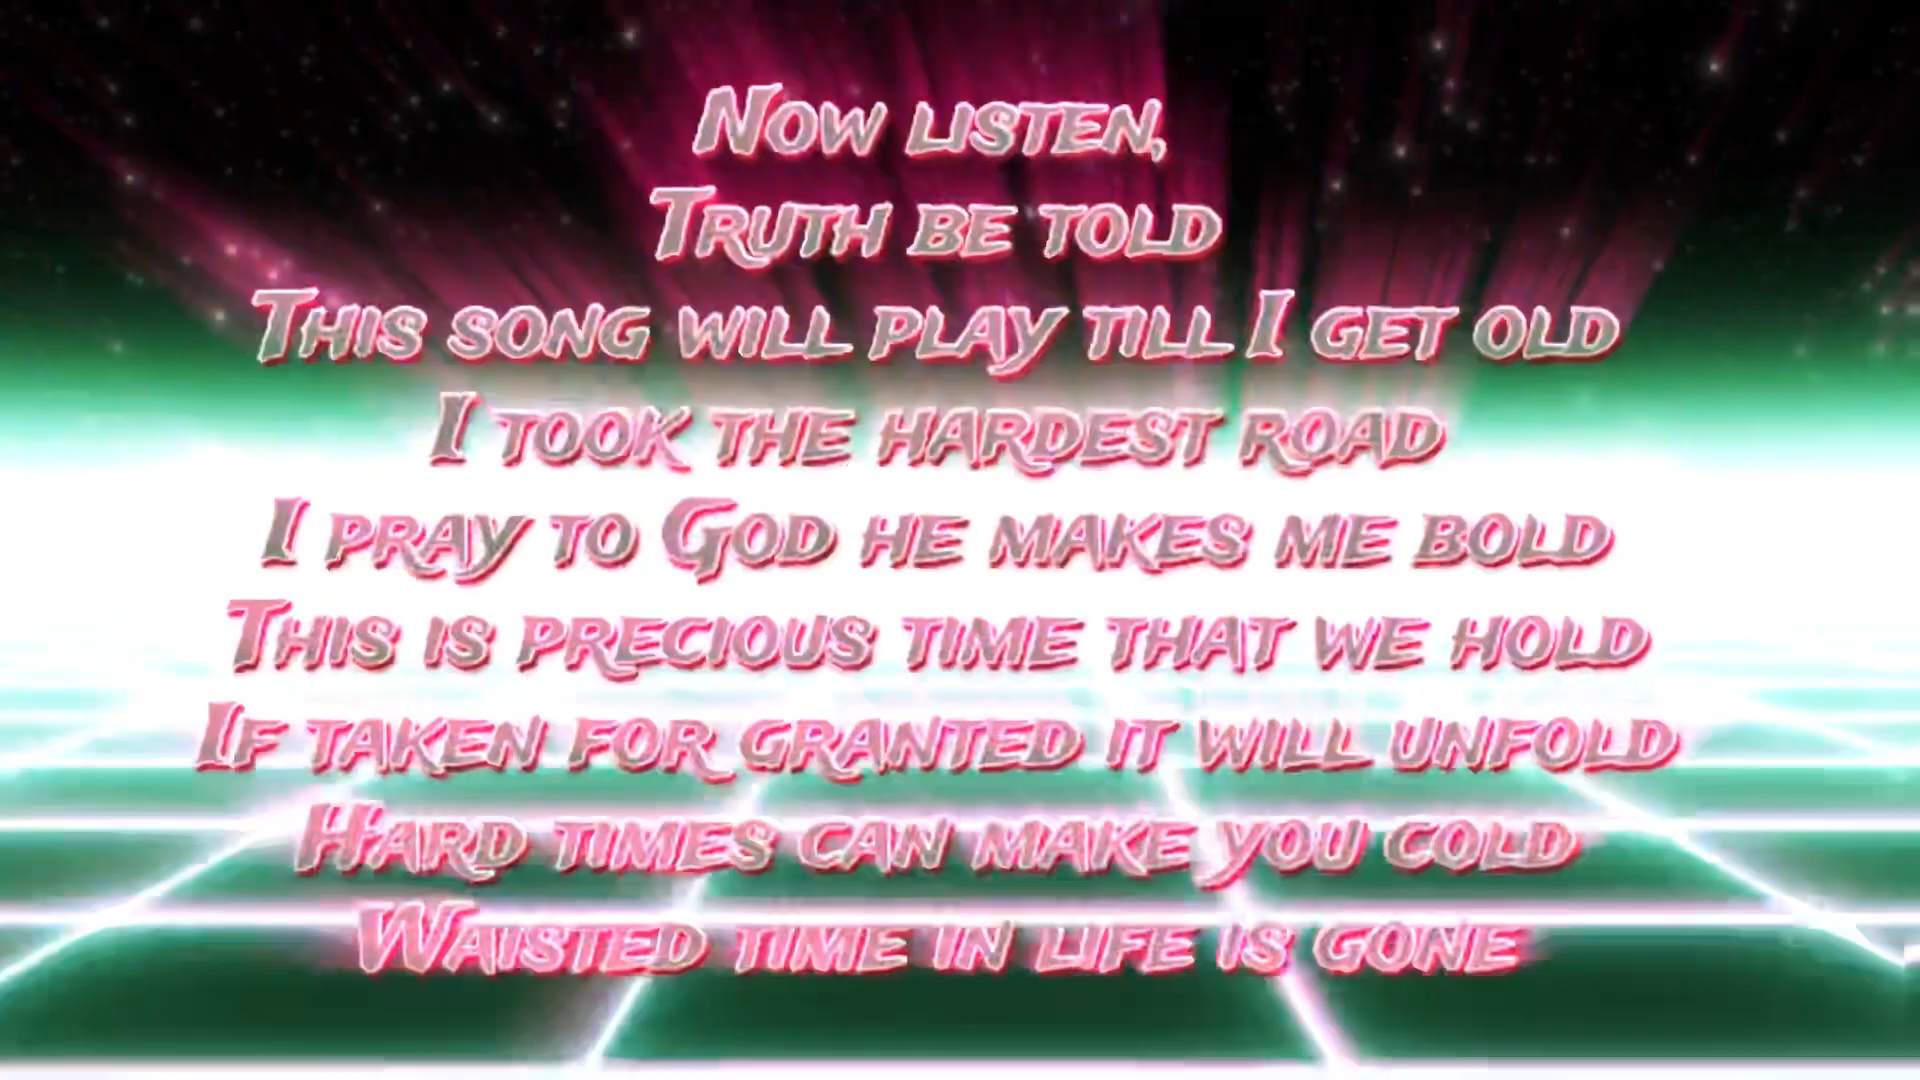 Now listen,
Truth be told
This song will play till I get old
I took the hardest road
I pray to God he makes me bold
This is precious time that we hold
If taken for granted it will unfold
Hard times can make you cold
Waisted time in life is gone